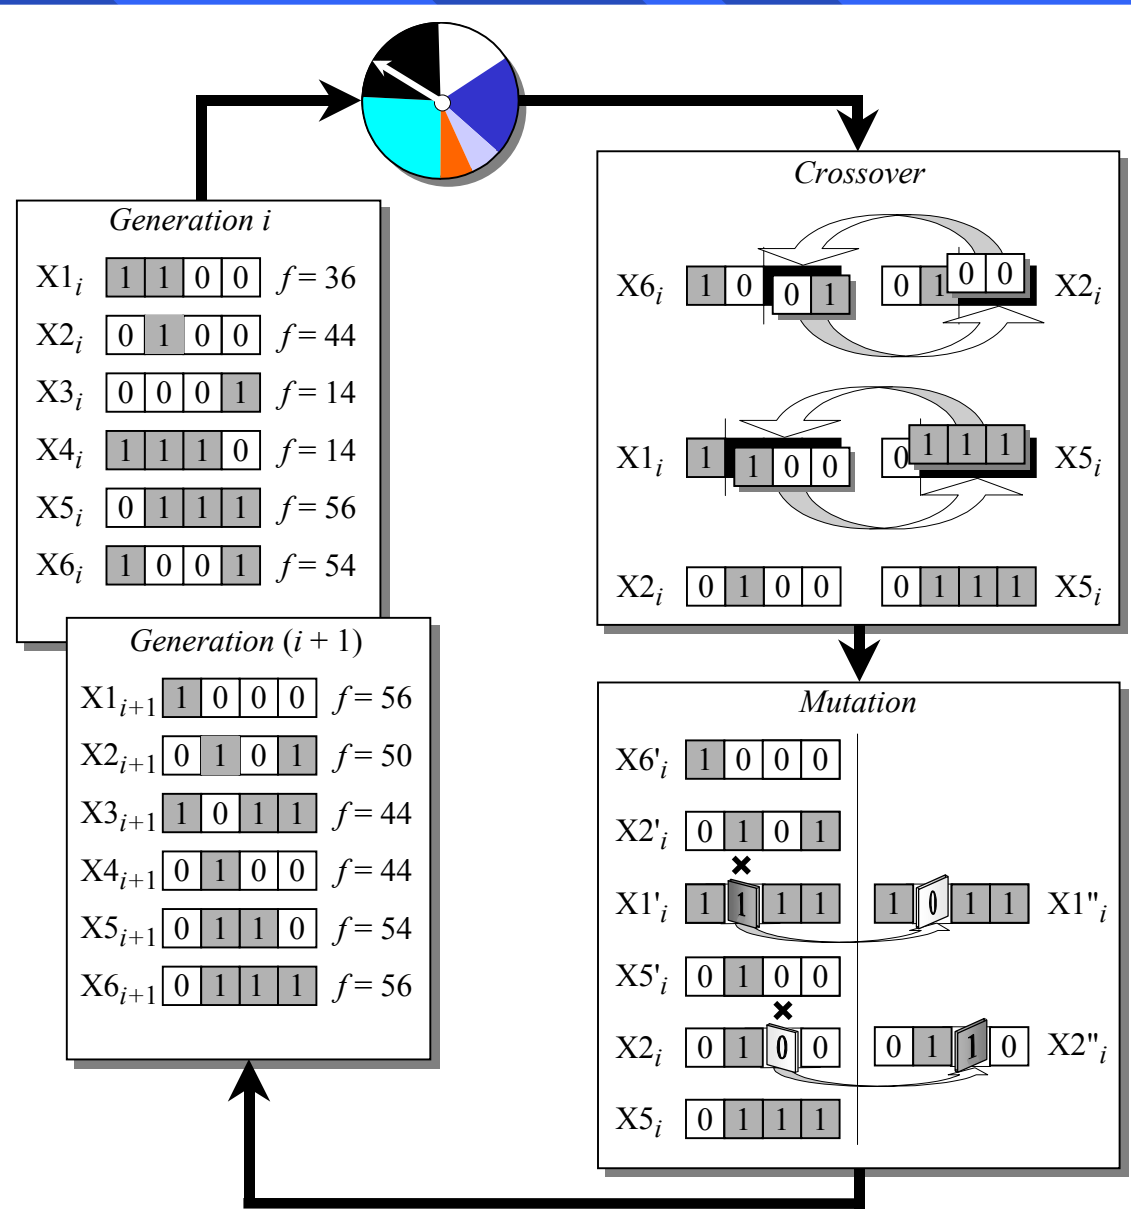 Generation i
X1i 1 1 0 0 f = 36
X2i 0 1 0 0 f = 44
X3i 0 0 0 1 f = 14
X4i 1 1 1 0 f = 14
X5i 0 1 1 1 f = 56
X6i 1 0 0 1 f = 54
Generation (i + 1)
X1i+1 1 0 0 0 f = 56
X2i+1 0 1 0 1 f = 50
X3i+1 1 0 1 1 f = 44
X4i+1 0 1 0 0 f = 44
X5i+1 0 1 1 0 f = 54
X6i+1 0 1 1 1 f = 56
Crossover
X6i 1 0 0 1 0 1 0 0 X2i
X1i 1 1 0 0 0 1 1 1 X5i
X2i 0 1 0 0 0 1 1 1 X5i
Mutation
X6'i 1 0 0 0
X2'i 0 1 0 1
X1'i 1 1 1 1 1 0 1 1 X1"i
X5'i 0 1 0 0
X2i 0 1 0 0 0 1 1 0 X2"i
X5i 0 1 1 1